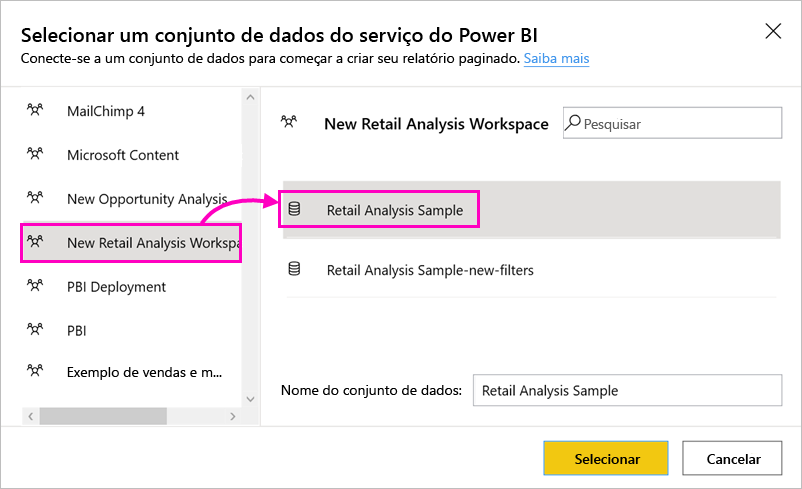 Selecionar um conjunto de dados do serviço do Power BI
Conecte-se a um conjunto de dados para começar a criar seu relatório paginado. Saiba mais
MailChimp 4
Microsoft Content
New Opportunity Analysis
New Retail Analysis Workspa
PBI Deployment
PBI
Exemplo de vendas e m...
New Retail Analysis Workspace
Pesquisar
Retail Analysis Sample
Retail Analysis Sample-new-filters
Nome do conjunto de dados: Retail Analysis Sample
Selecionar
Cancelar